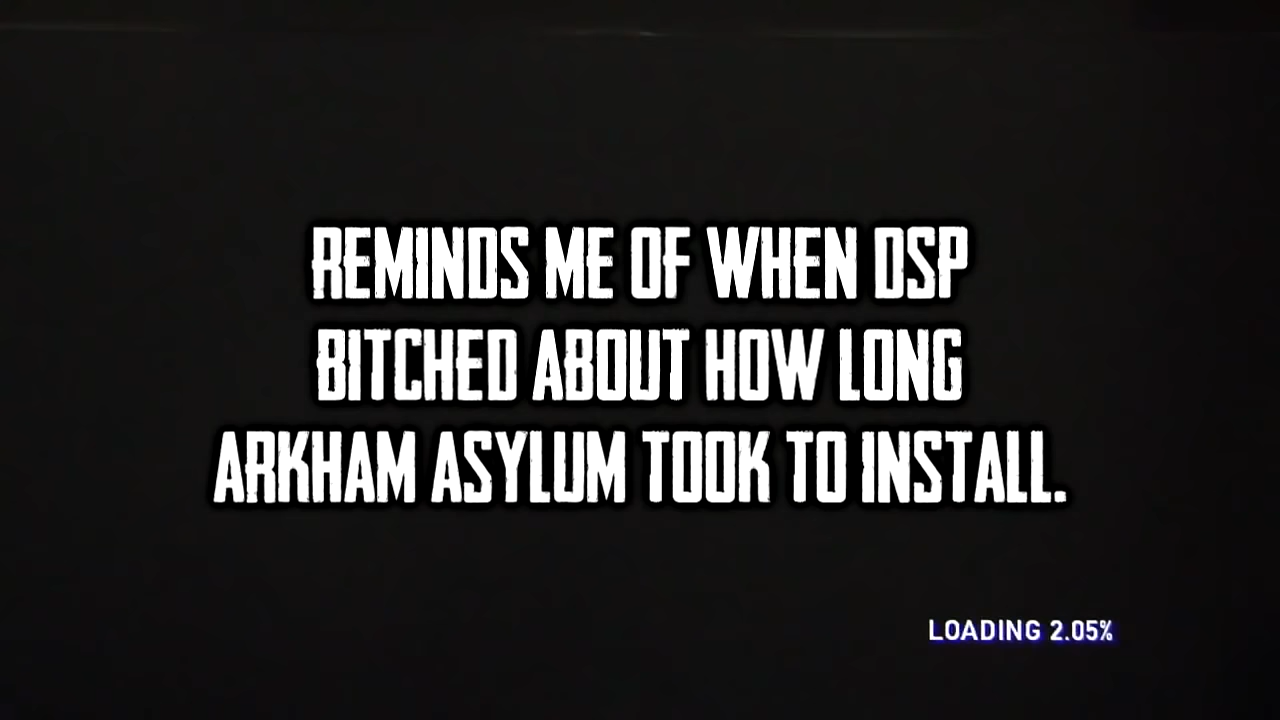 REMINDS ME OF WHEN DSP
BITCHED ABOUT HOW LONG
ARKHAM ASYLUM TOOK TO INSTALL.
LOADING 2.05%